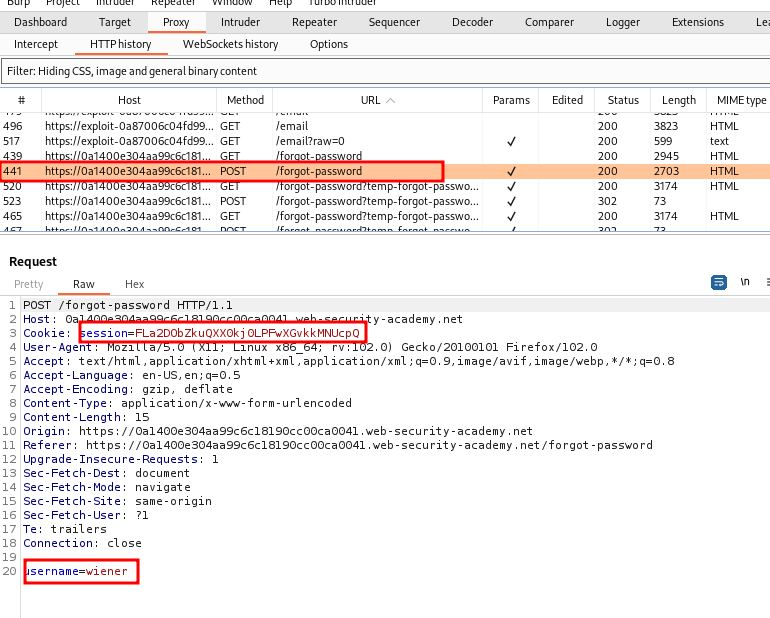 Burp Project Intruder Repeater Window Help Turbo Intruder
Dashboard Target Proxy Intruder Repeater Sequencer Decoder Comparer Logger Extensions
Intercept HTTP history WebSockets history Options
Filter: Hiding CSS, image and general binary content
# Host Method URL Params Edited Status Length MIME type
479 https://exploit-0a87006c04fd99... GET /email 200 3823 HTML
496 https://exploit-0a87006c04fd99... GET /email 200 3823 HTML
517 https://exploit-0a87006c04fd99... GET /email?raw=0 ✓ 200 599 text
439 https://0a1400e304aa99c6c181... GET /forgot-password 200 2945 HTML
441 https://0a1400e304aa99c6c181... POST /forgot-password ✓ 200 2703 HTML
520 https://0a1400e304aa99c6c181... GET /forgot-password?temp-forgot-passwo... ✓ 200 3174 HTML
523 https://0a1400e304aa99c6c181... POST /forgot-password?temp-forgot-passwo... ✓ 302 73
465 https://0a1400e304aa99c6c181... GET /forgot-password?temp-forgot-passwo... ✓ 200 3174 HTML
467 https://0a1400e304aa99c6c181... POST /forgot-password?temp-forgot-passwo... ✓ 302 73
Request
Pretty Raw Hex \n
1 POST /forgot-password HTTP/1.1
2 Host: 0a1400e304aa99c6c18190cc00ca0041.web-security-academy.net
3 Cookie: session=FLa2DObZkuQXX0kj0LPFwXGvkkMNUcpQ
4 User-Agent: Mozilla/5.0 (X11; Linux x86_64; rv:102.0) Gecko/20100101 Firefox/102.0
5 Accept: text/html,application/xhtml+xml,application/xml;q=0.9,image/avif,image/webp,*/*;q=0.8
6 Accept-Language: en-US,en;q=0.5
7 Accept-Encoding: gzip, deflate
8 Content-Type: application/x-www-form-urlencoded
9 Content-Length: 15
10 Origin: https://0a1400e304aa99c6c18190cc00ca0041.web-security-academy.net
11 Referer: https://0a1400e304aa99c6c18190cc00ca0041.web-security-academy.net/forgot-password
12 Upgrade-Insecure-Requests: 1
13 Sec-Fetch-Dest: document
14 Sec-Fetch-Mode: navigate
15 Sec-Fetch-Site: same-origin
16 Sec-Fetch-User: ?1
17 Te: trailers
18 Connection: close
19
20 username=wiener